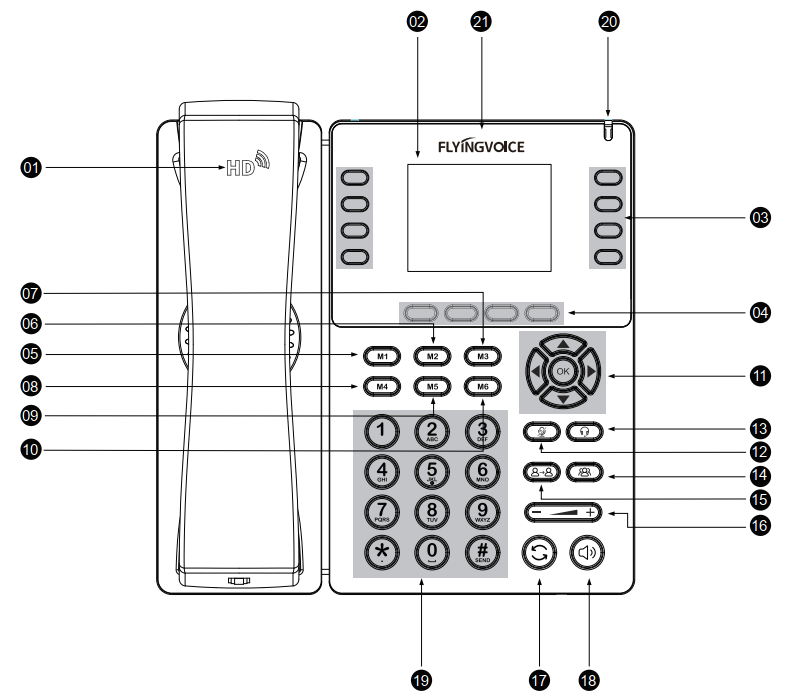 02
21
20
FLYINGVOICE
01
HD
03
07
04
06
05
M1
M2
M3
11
OK
08
M4
M5
M6
09
13
10
12
1
2
3
ABC
DEF
14
4
5
6
GHI
JKL
MNO
15
7
8
9
PQRS
TUV
WXYZ
− +
16
*
0
#
.
SEND
19
17
18